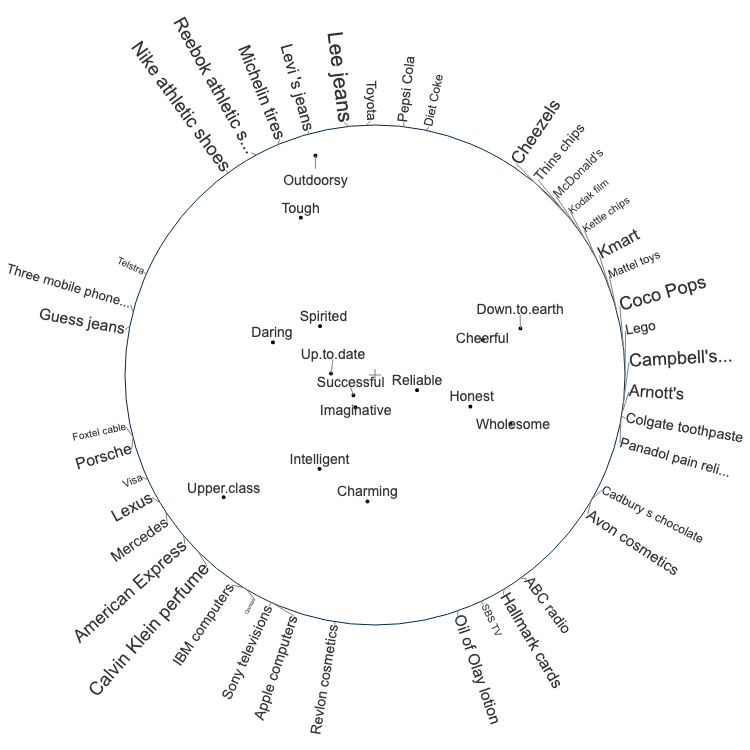 Lee jeans
Reebok athletic s...
Levi 's jeans
Michelin tires
Nike athletic shoes
Toyota
Pepsi Cola
Diet Coke
Cheezels
Thins chips
McDonald's
Kodak film
Kettle chips
Kmart
Mattel toys
Coco Pops
Lego
Campbell's...
Arnott's
Colgate toothpaste
Panadol pain reli...
Cadbury s chocolate
Avon cosmetics
ABC radio
Hallmark cards
SBS TV
Oil of Olay lotion
Revlon cosmetics
Apple computers
Sony televisions
IBM computers
Calvin Klein perfume
American Express
Mercedes
Lexus
Visa
Porsche
Foxtel cable
Guess jeans
Three mobile phone...
Telstra
Outdoorsy
Tough
Spirited
Daring
Down.to.earth
Cheerful
Up.to.date
Successful
Reliable
Imaginative
Honest
Wholesome
Intelligent
Upper.class
Charming